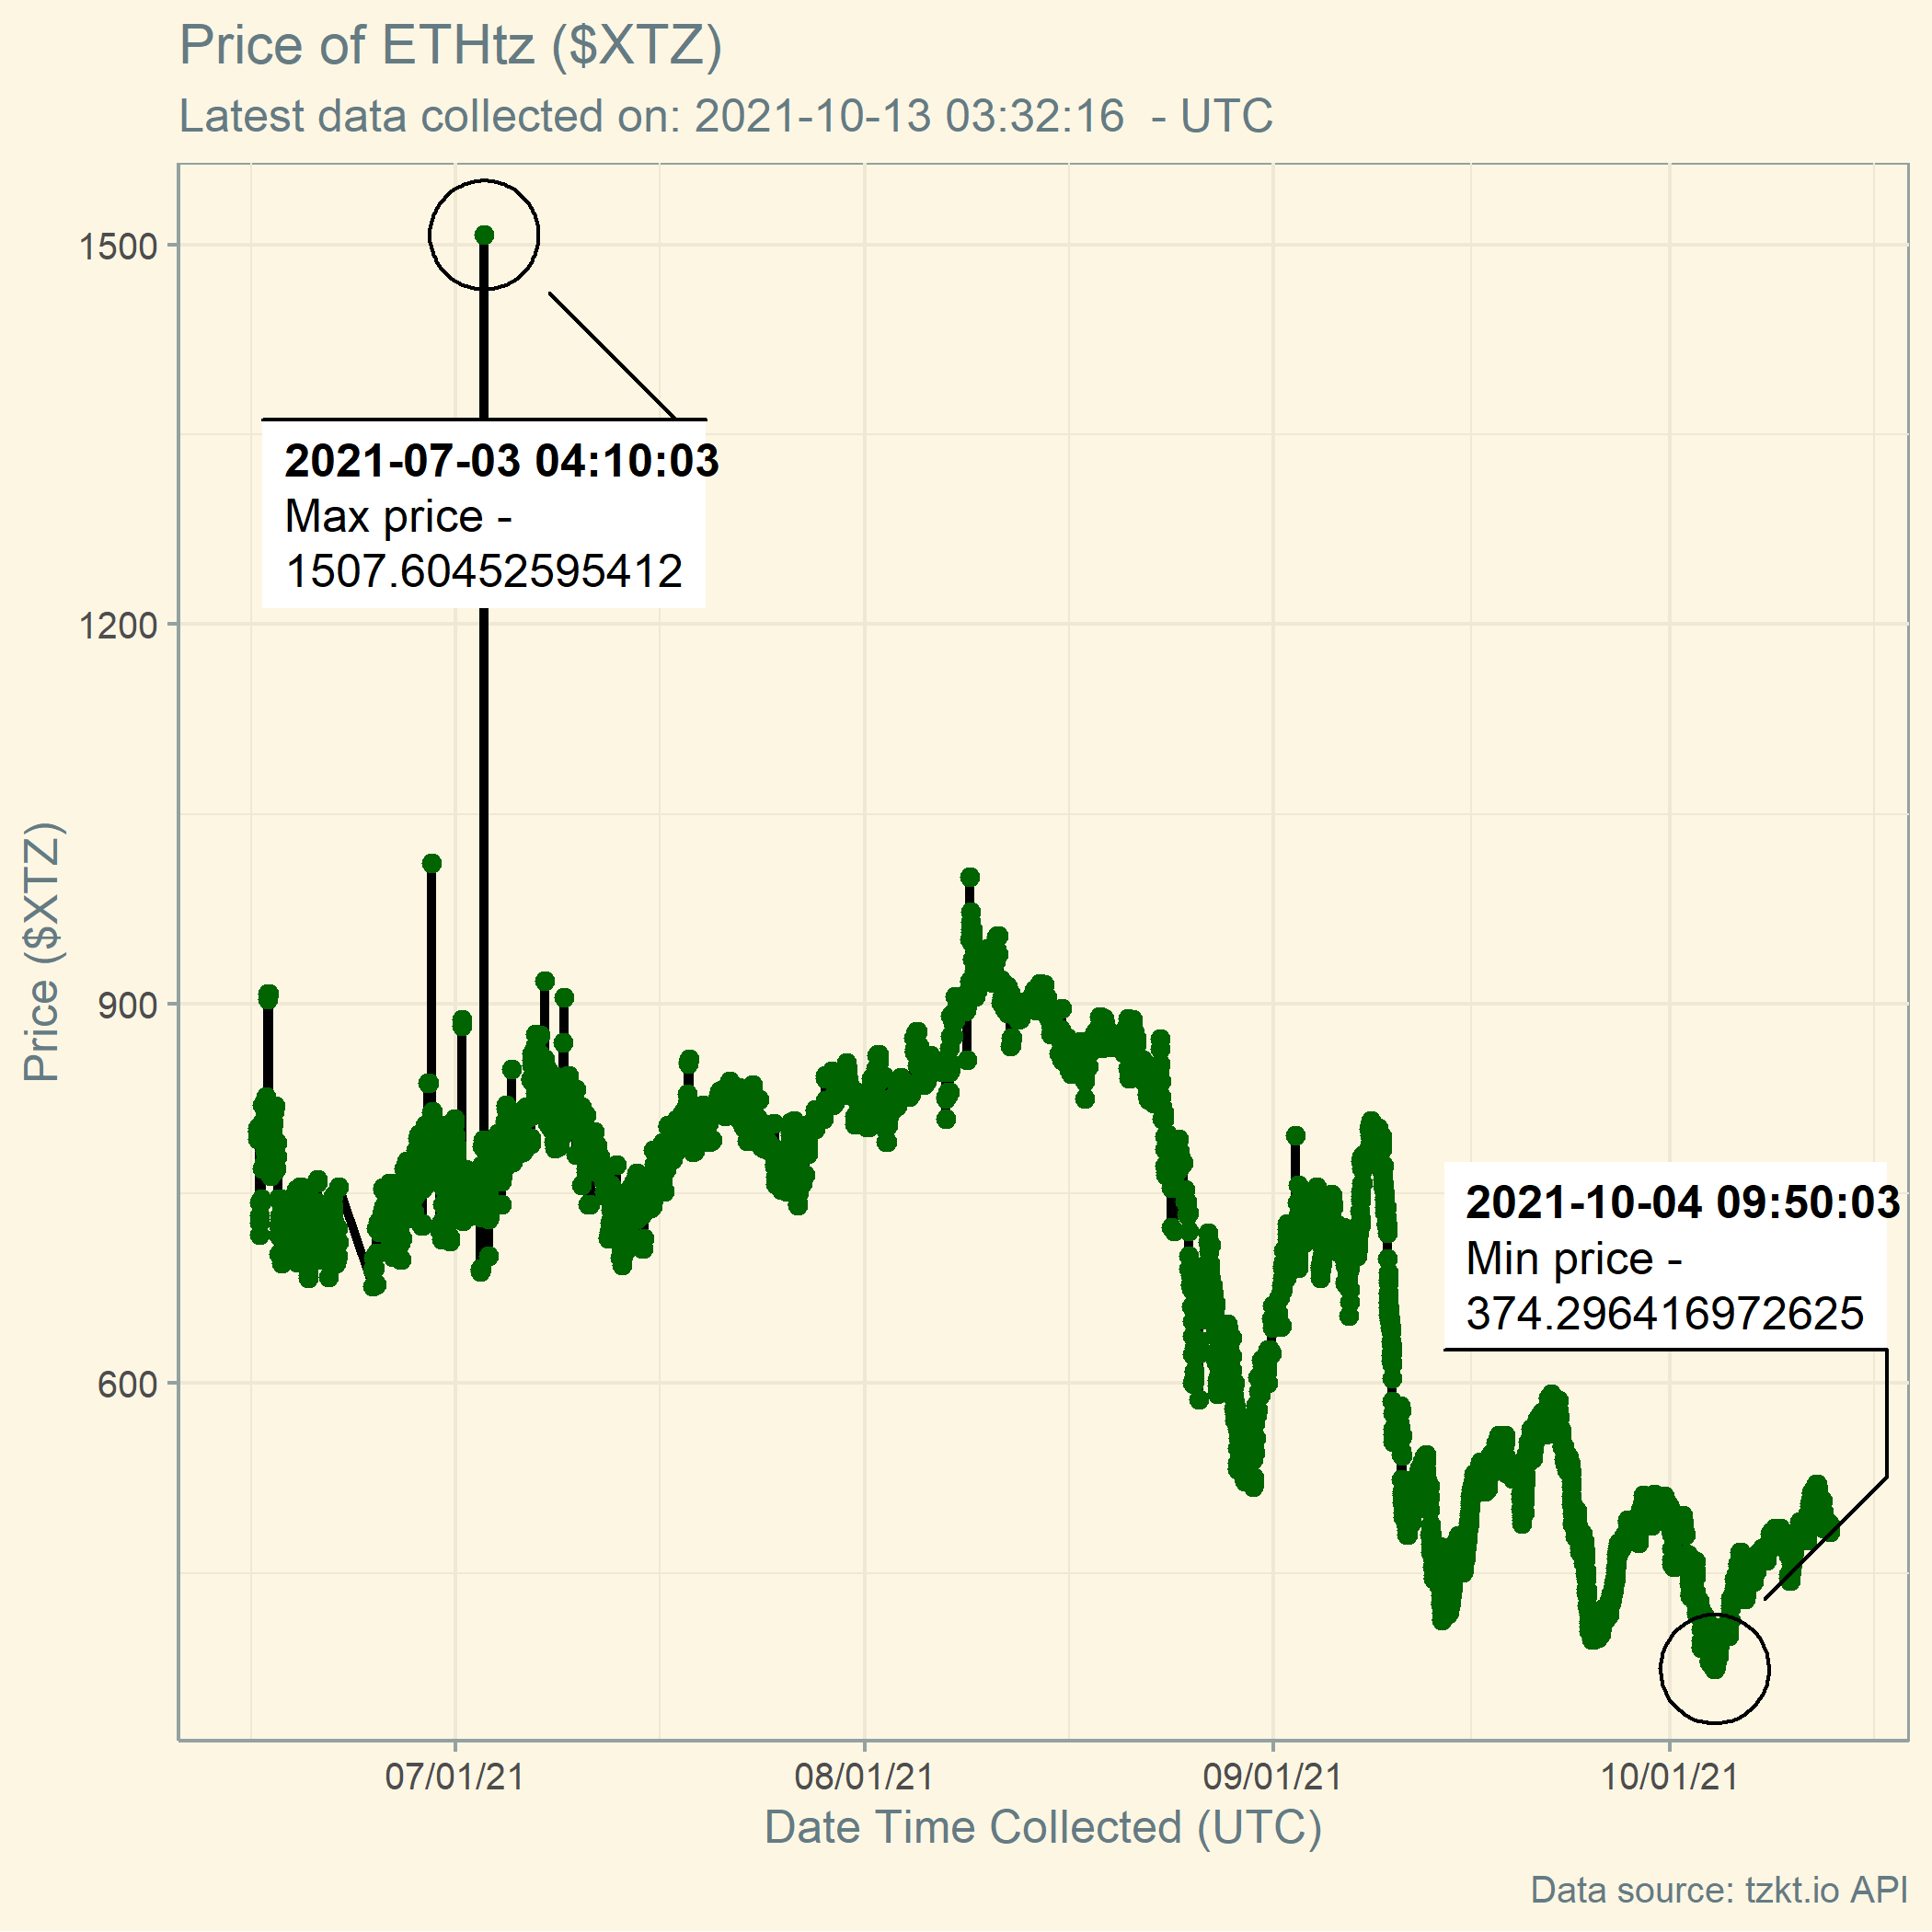 Price of ETHtz ($XTZ)
Latest data collected on: 2021-10-13 03:32:16  - UTC
1500
1200
900
600
Price ($XTZ)
2021-07-03 04:10:03
Max price -
1507.60452595412
2021-10-04 09:50:03
Min price -
374.296416972625
07/01/21
08/01/21
09/01/21
10/01/21
Date Time Collected (UTC)
Data source: tzkt.io API